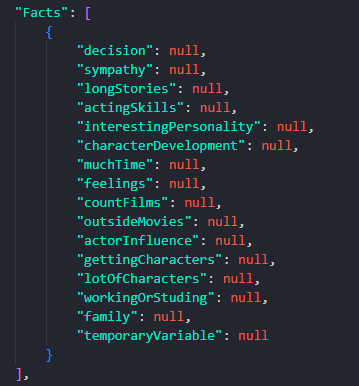 "Facts": [
{
"decision": null,
"sympathy": null,
"longStories": null,
"actingSkills": null,
"interestingPersonality": null,
"characterDevelopment": null,
"muchTime": null,
"feelings": null,
"countFilms": null,
"outsideMovies": null,
"actorInfluence": null,
"gettingCharacters": null,
"lotOfCharacters": null,
"workingOrStuding": null,
"family": null,
"temporaryVariable": null
}
],